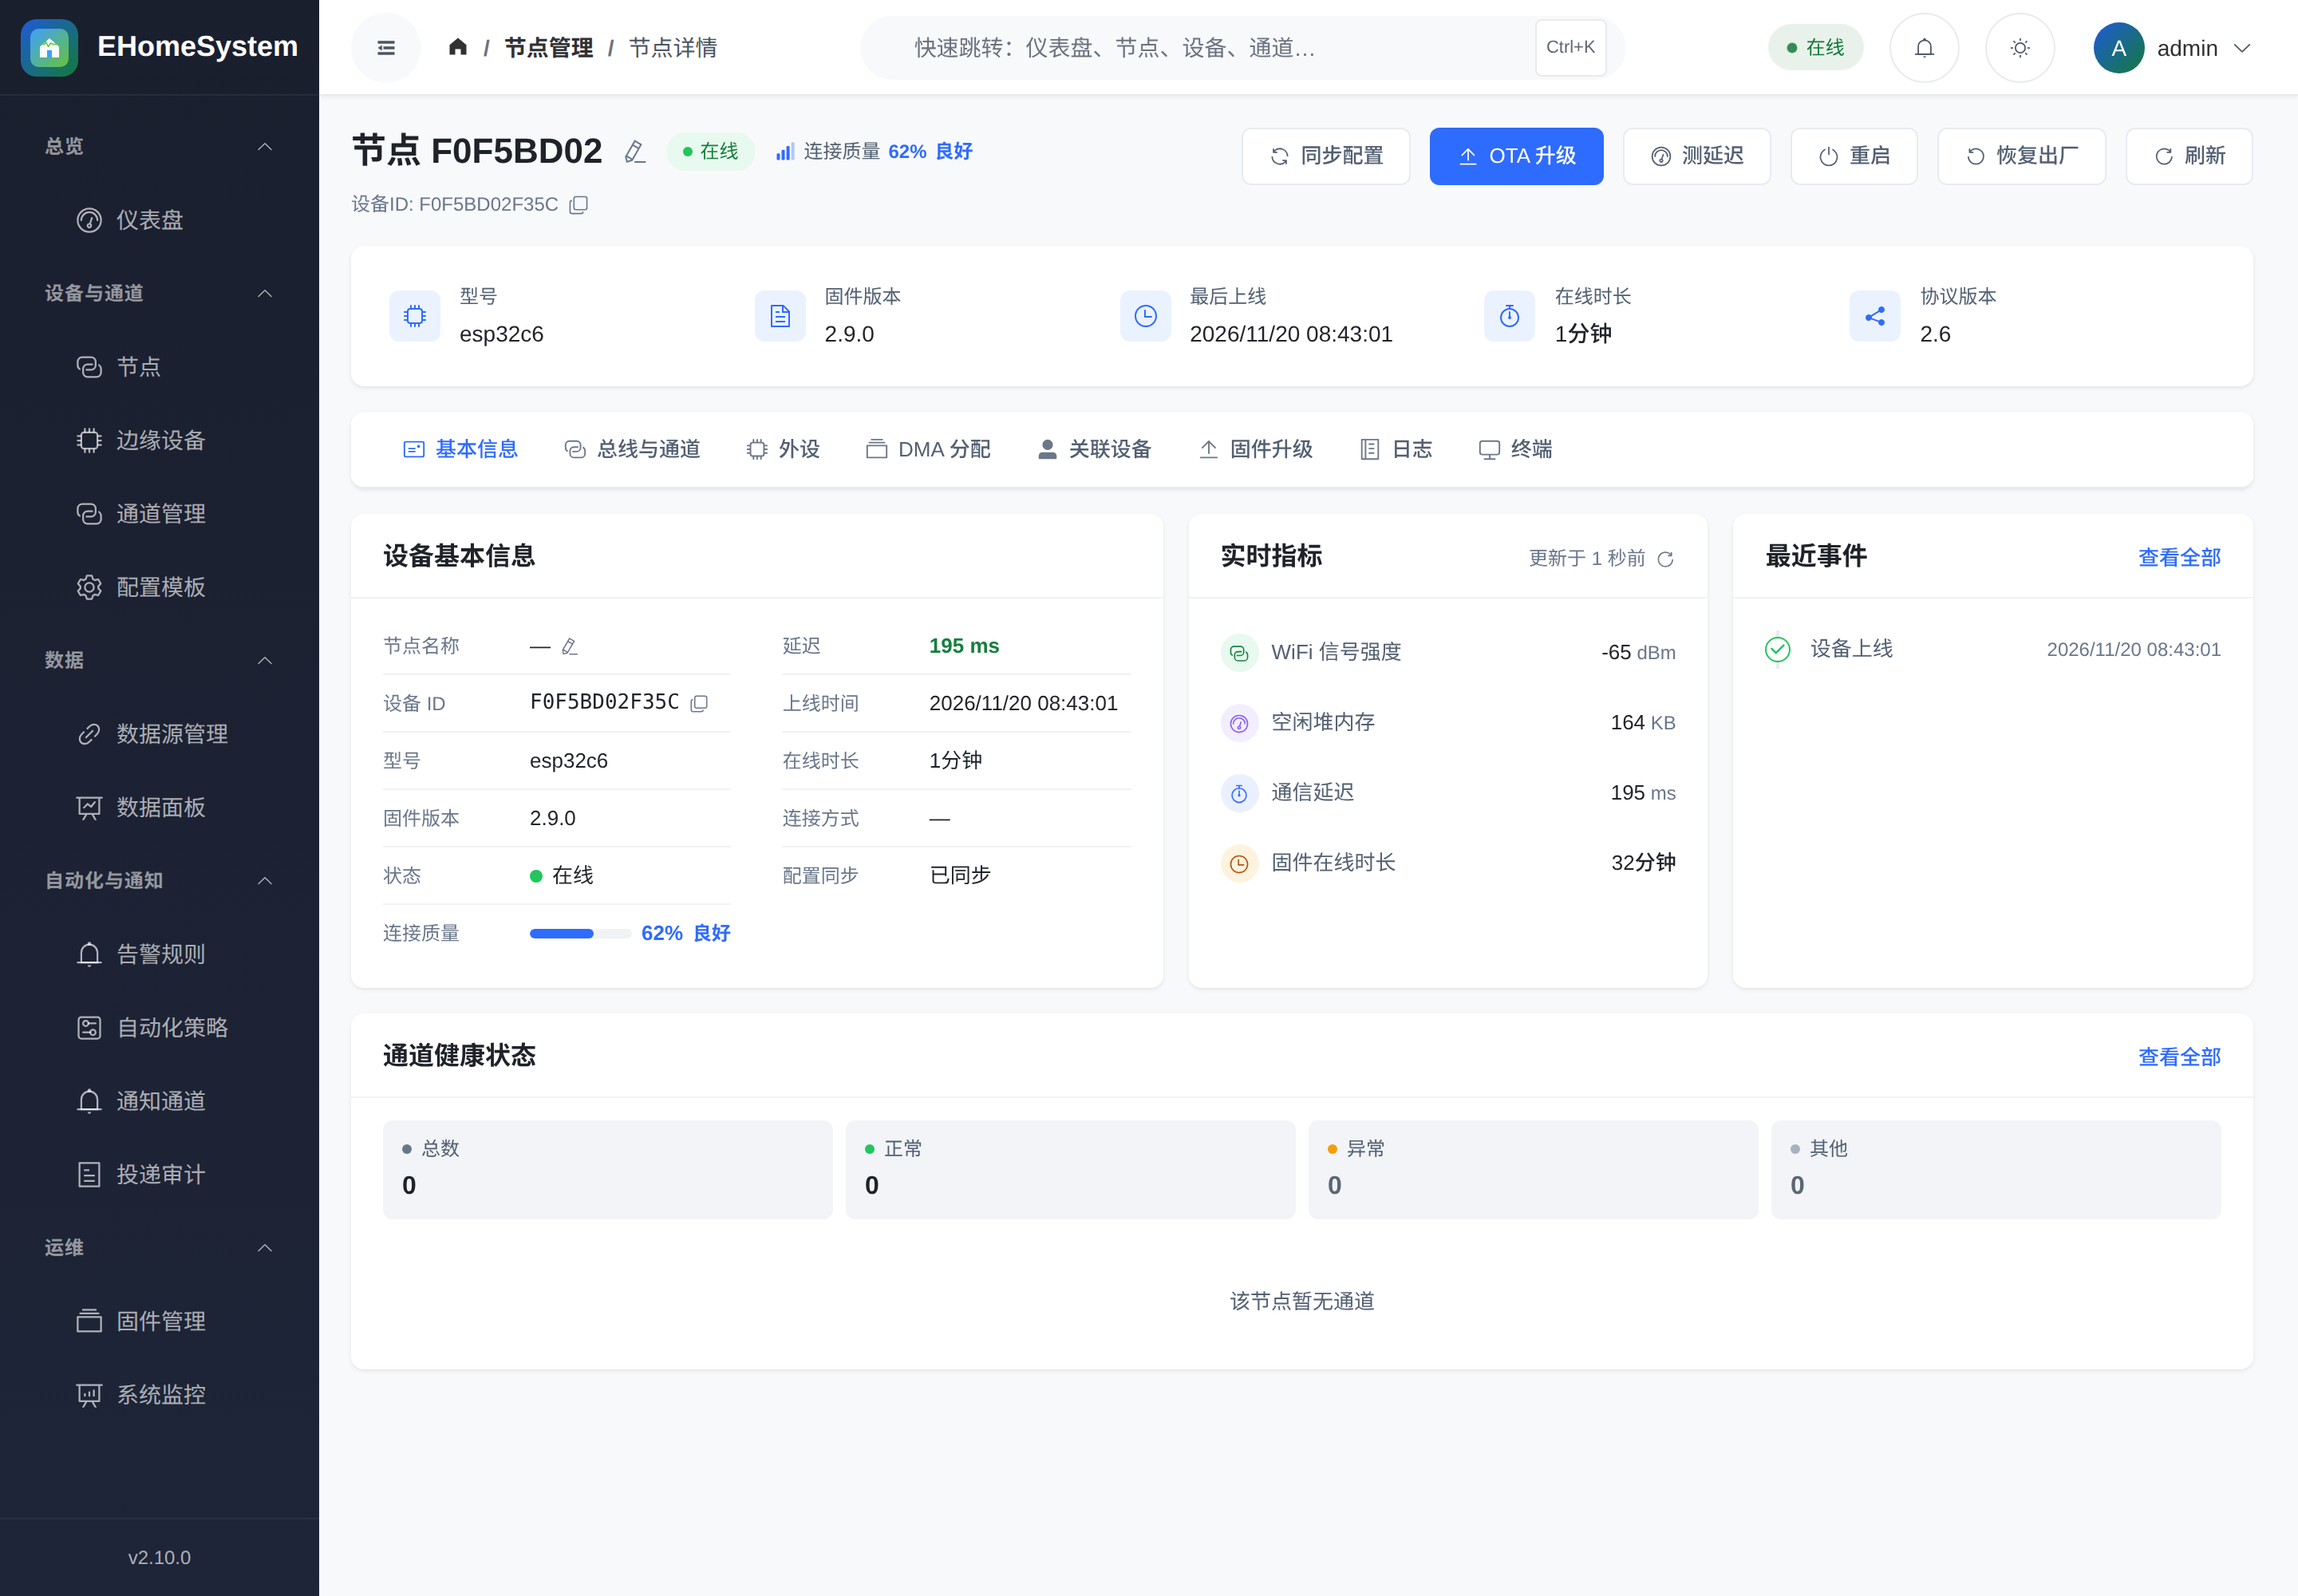 EHomeSystem
总览
仪表盘
设备与通道
节点
边缘设备
通道管理
配置模板
数据
数据源管理
数据面板
自动化与通知
告警规则
自动化策略
通知通道
投递审计
运维
固件管理
系统监控
v2.10.0
/ 节点管理 / 节点详情
快速跳转：仪表盘、节点、设备、通道… Ctrl+K
在线
A admin
节点 F0F5BD02 在线 连接质量 62% 良好
设备ID: F0F5BD02F35C
同步配置 OTA 升级 测延迟 重启 恢复出厂 刷新
型号 固件版本 最后上线 在线时长 协议版本
esp32c6 2.9.0 2026/11/20 08:43:01 1分钟 2.6
基本信息 总线与通道 外设 DMA 分配 关联设备 固件升级 日志 终端
设备基本信息
节点名称 — 延迟 195 ms
设备 ID F0F5BD02F35C 上线时间 2026/11/20 08:43:01
型号 esp32c6 在线时长 1分钟
固件版本 2.9.0 连接方式 —
状态 在线 配置同步 已同步
连接质量 62% 良好
实时指标 更新于 1 秒前
WiFi 信号强度 -65 dBm
空闲堆内存 164 KB
通信延迟 195 ms
固件在线时长 32分钟
最近事件 查看全部
设备上线 2026/11/20 08:43:01
通道健康状态 查看全部
总数 正常 异常 其他
0 0 0 0
该节点暂无通道